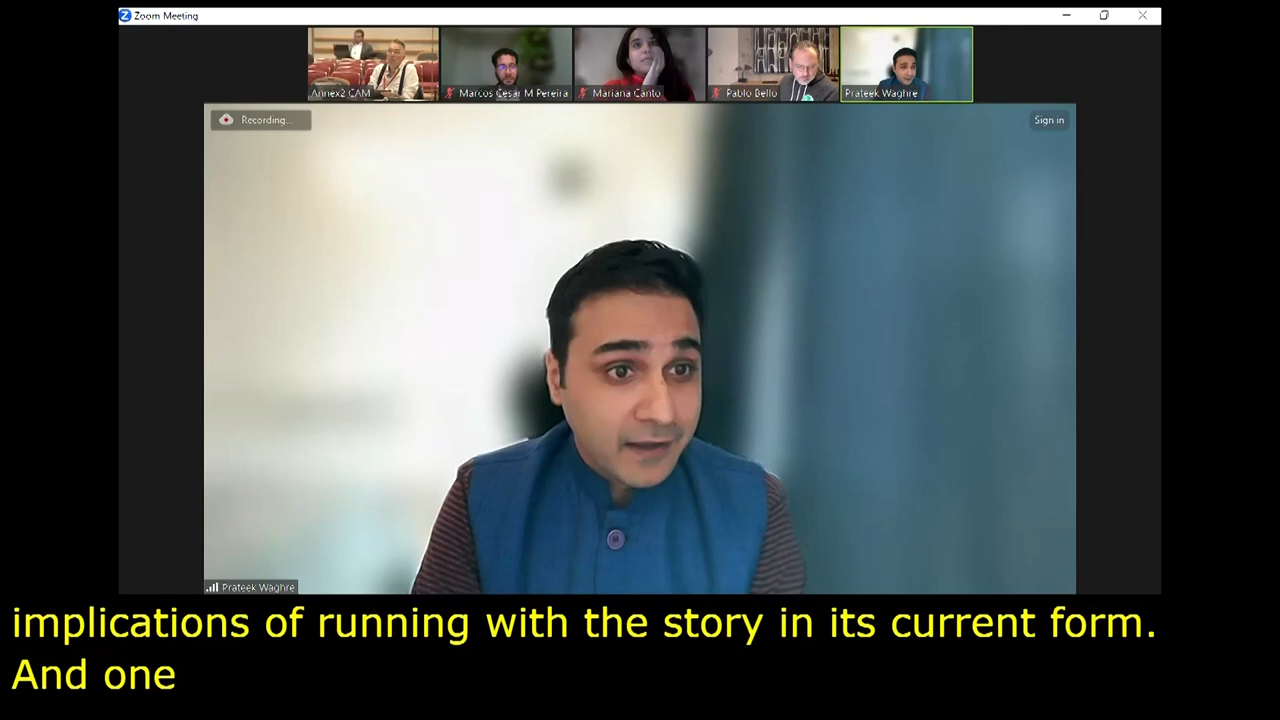 Zoom Meeting
Annex2 CAM
Marcos Cesar M Pereira
Mariana Canto
Pablo Bello
Prateek Waghre
Recording...
Sign in
Prateek Waghre
implications of running with the story in its current form.
And one